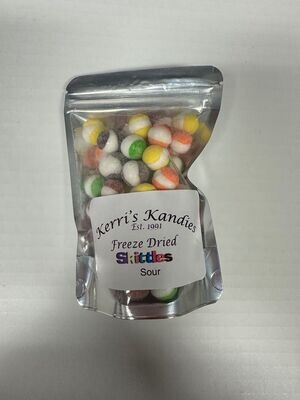 Kerri's Kandies
Est. 1991
Freeze Dried
Skittles
Sour